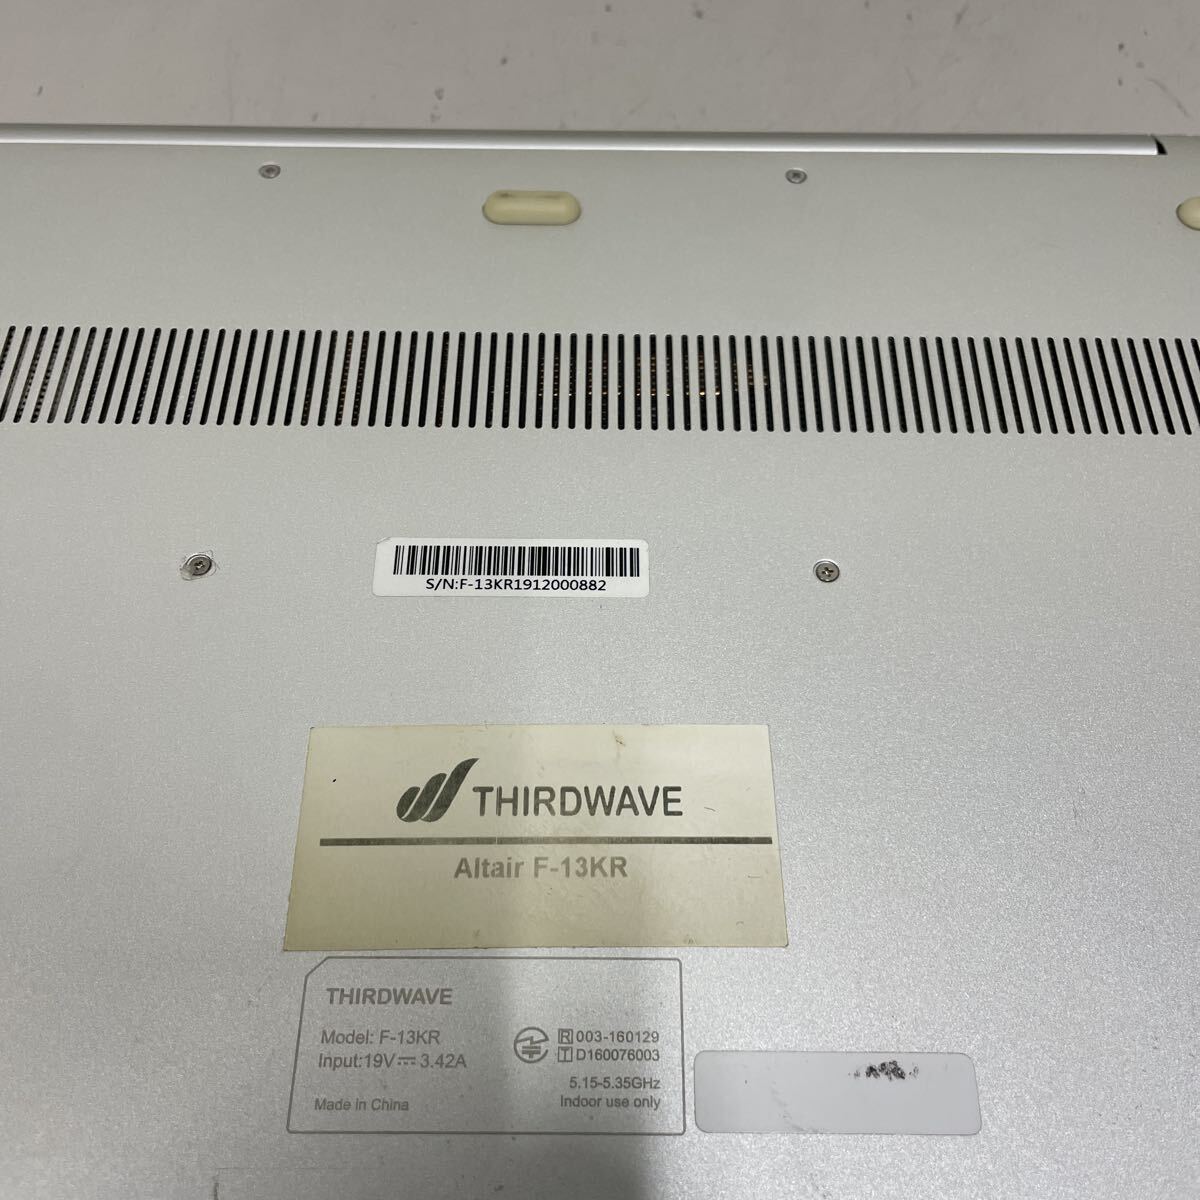 S/N:F-13KR1912000882
THIRDWAVE
Altair F-13KR
THIRDWAVE
Model: F-13KR
Input:19V⎓3.42A
Made in China
R 003-160129
T D160076003
5.15-5.35GHz
Indoor use only